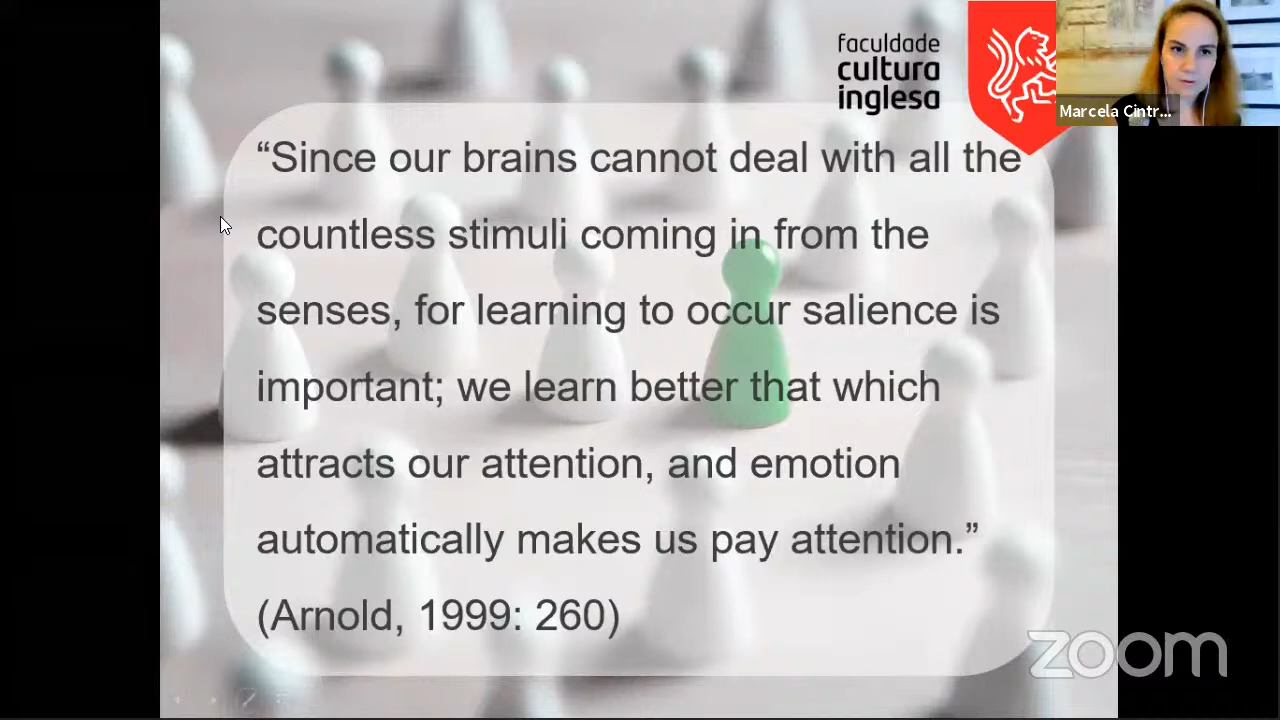 faculdade
cultura
inglesa
Marcela Cintr...
“Since our brains cannot deal with all the
countless stimuli coming in from the
senses, for learning to occur salience is
important; we learn better that which
attracts our attention, and emotion
automatically makes us pay attention.”
(Arnold, 1999: 260)
zoom